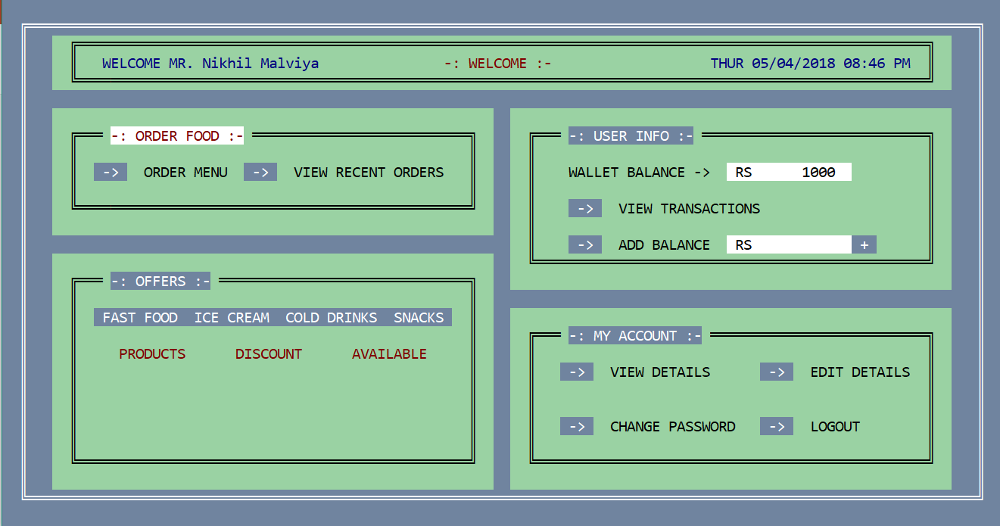 WELCOME MR. Nikhil Malviya -: WELCOME :- THUR 05/04/2018 08:46 PM
-: ORDER FOOD :-
-> ORDER MENU -> VIEW RECENT ORDERS
-: OFFERS :-
FAST FOOD ICE CREAM COLD DRINKS SNACKS
PRODUCTS DISCOUNT AVAILABLE
-: USER INFO :-
WALLET BALANCE -> RS 1000
-> VIEW TRANSACTIONS
-> ADD BALANCE RS +
-: MY ACCOUNT :-
-> VIEW DETAILS -> EDIT DETAILS
-> CHANGE PASSWORD -> LOGOUT